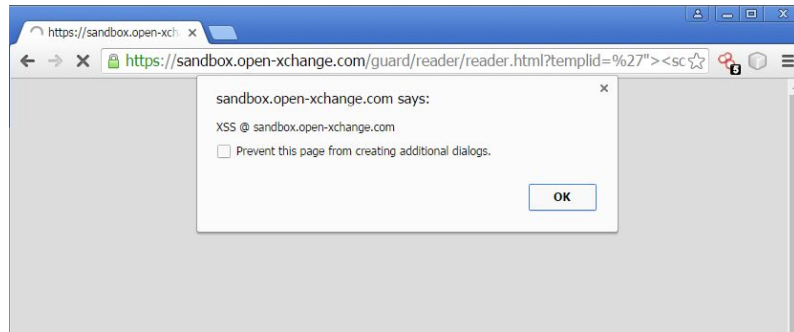 https://sandbox.open-xch
https://sandbox.open-xchange.com/guard/reader/reader.html?templid=%27"><sc
5
sandbox.open-xchange.com says:
XSS @ sandbox.open-xchange.com
Prevent this page from creating additional dialogs.
OK